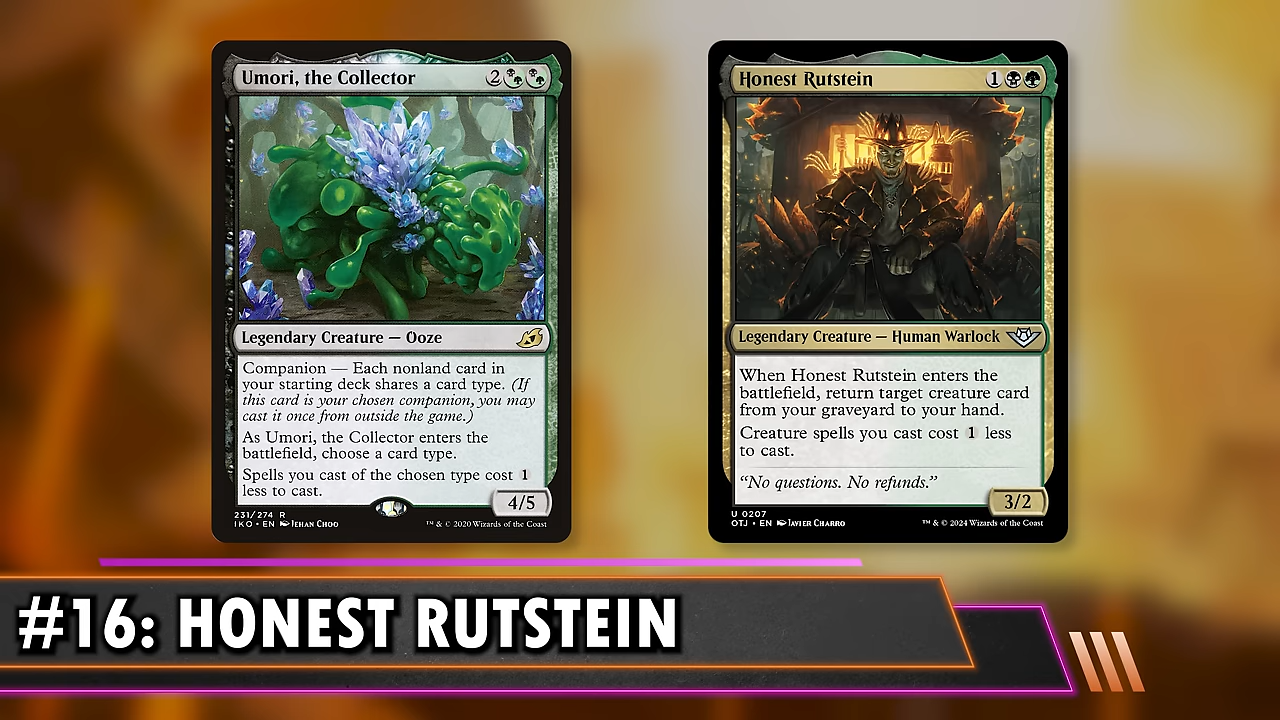 Umori, the Collector 2
Legendary Creature — Ooze
Companion — Each nonland card in
your starting deck shares a card type. (If
this card is your chosen companion, you may
cast it once from outside the game.)
As Umori, the Collector enters the
battlefield, choose a card type.
Spells you cast of the chosen type cost 1
less to cast.
4/5
231/274 R
IKO • EN Jehan Choo
™ & © 2020 Wizards of the Coast
Honest Rutstein 1
Legendary Creature — Human Warlock
When Honest Rutstein enters the
battlefield, return target creature card
from your graveyard to your hand.
Creature spells you cast cost 1 less
to cast.
“No questions. No refunds.”
3/2
U 0207
OTJ • EN Javier Charro
™ & © 2024 Wizards of the Coast
#16: HONEST RUTSTEIN